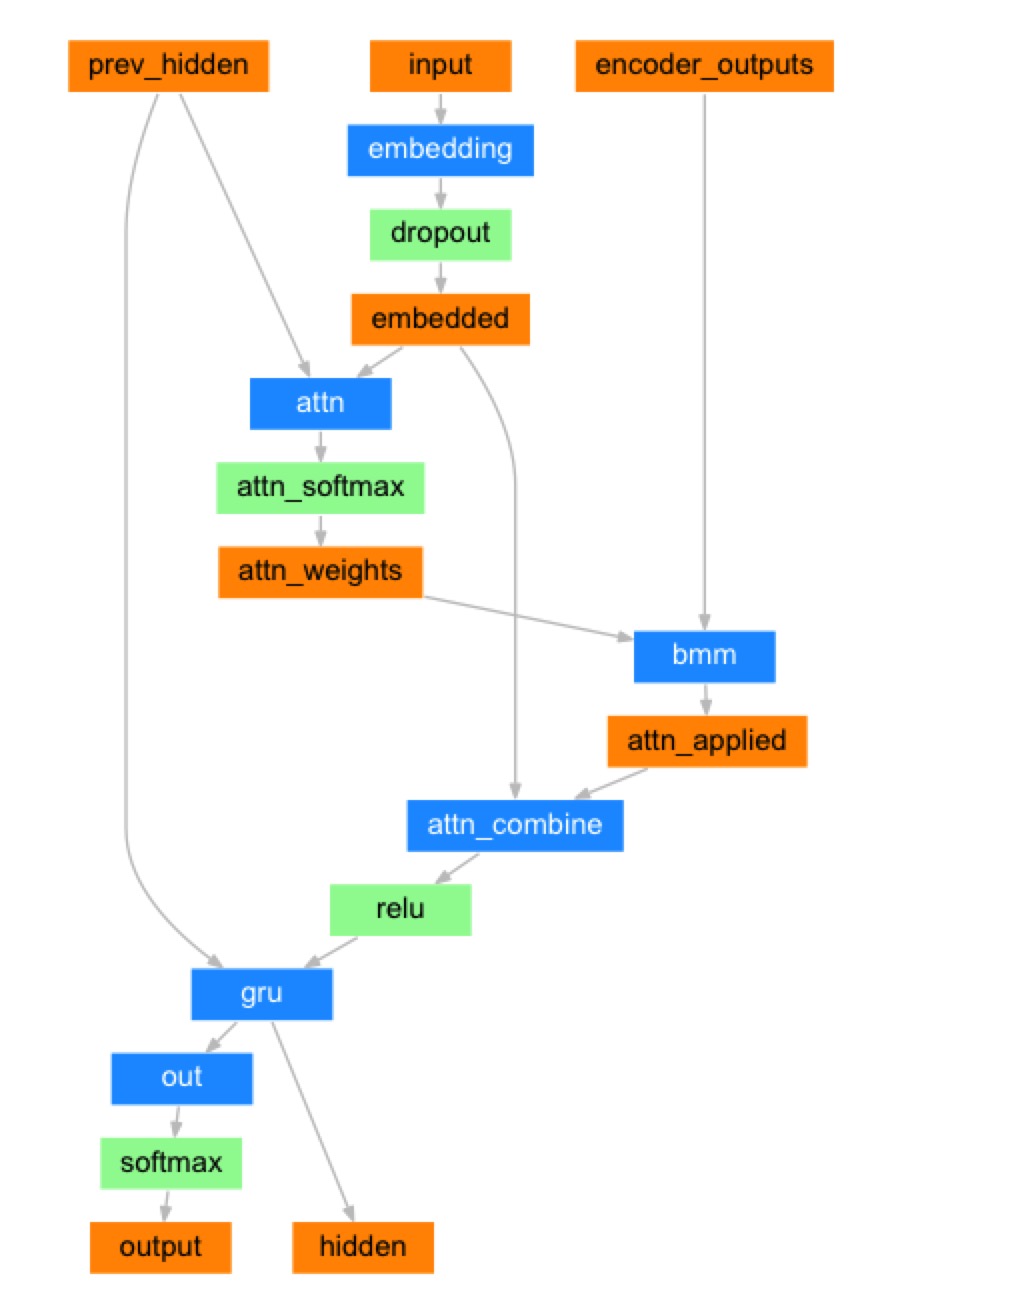 prev_hidden
input
encoder_outputs
embedding
dropout
embedded
attn
attn_softmax
attn_weights
bmm
attn_applied
attn_combine
relu
gru
out
softmax
output
hidden